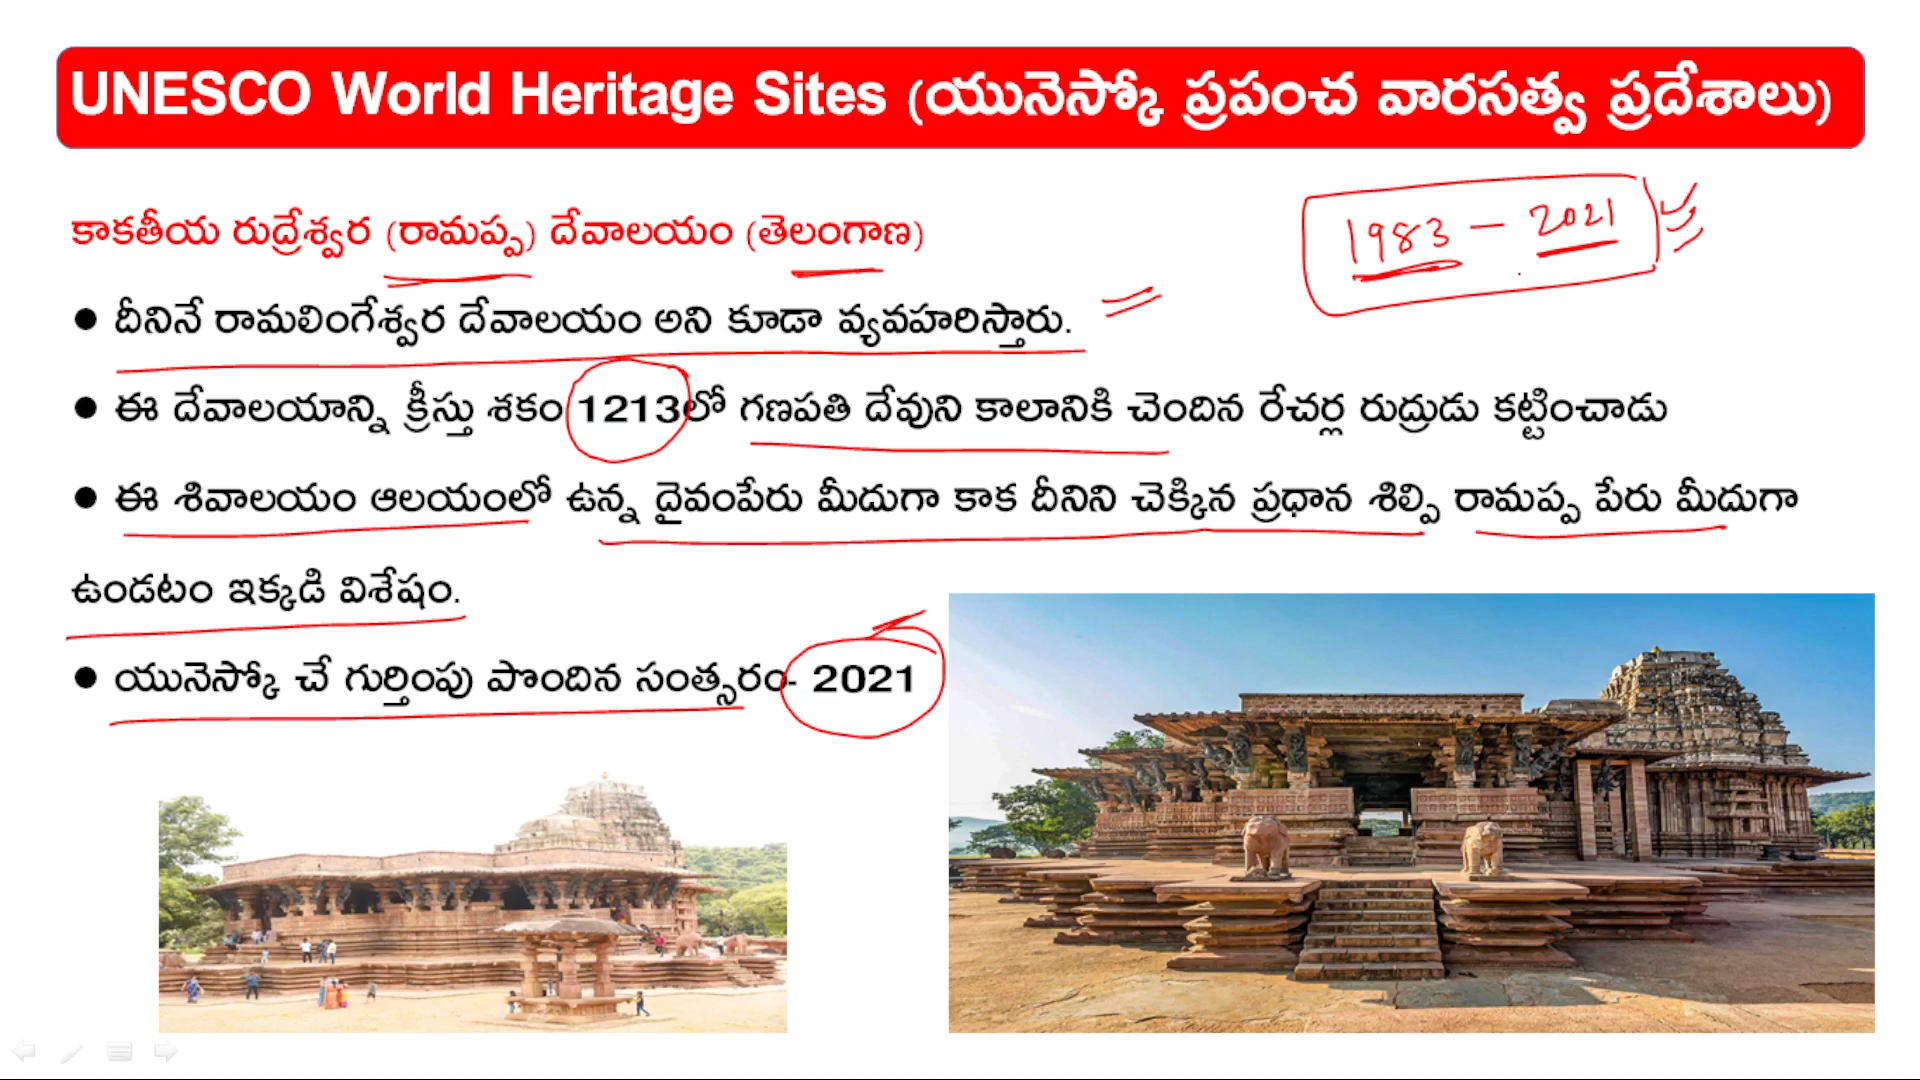 UNESCO World Heritage Sites (యునెస్కో ప్రపంచ వారసత్వ ప్రదేశాలు)
1983 - 2021
కాకతీయ రుద్రేశ్వర (రామప్ప) దేవాలయం (తెలంగాణ)
● దీనినే రామలింగేశ్వర దేవాలయం అని కూడా వ్యవహరిస్తారు.
● ఈ దేవాలయాన్ని క్రీస్తు శకం 1213లో గణపతి దేవుని కాలానికి చెందిన రేచర్ల రుద్రుడు కట్టించాడు
● ఈ శివాలయం ఆలయంలో ఉన్న దైవంపేరు మీదుగా కాక దీనిని చెక్కిన ప్రధాన శిల్పి రామప్ప పేరు మీదుగా
ఉండటం ఇక్కడి విశేషం.
● యునెస్కో చే గుర్తింపు పొందిన సంత్సరం- 2021